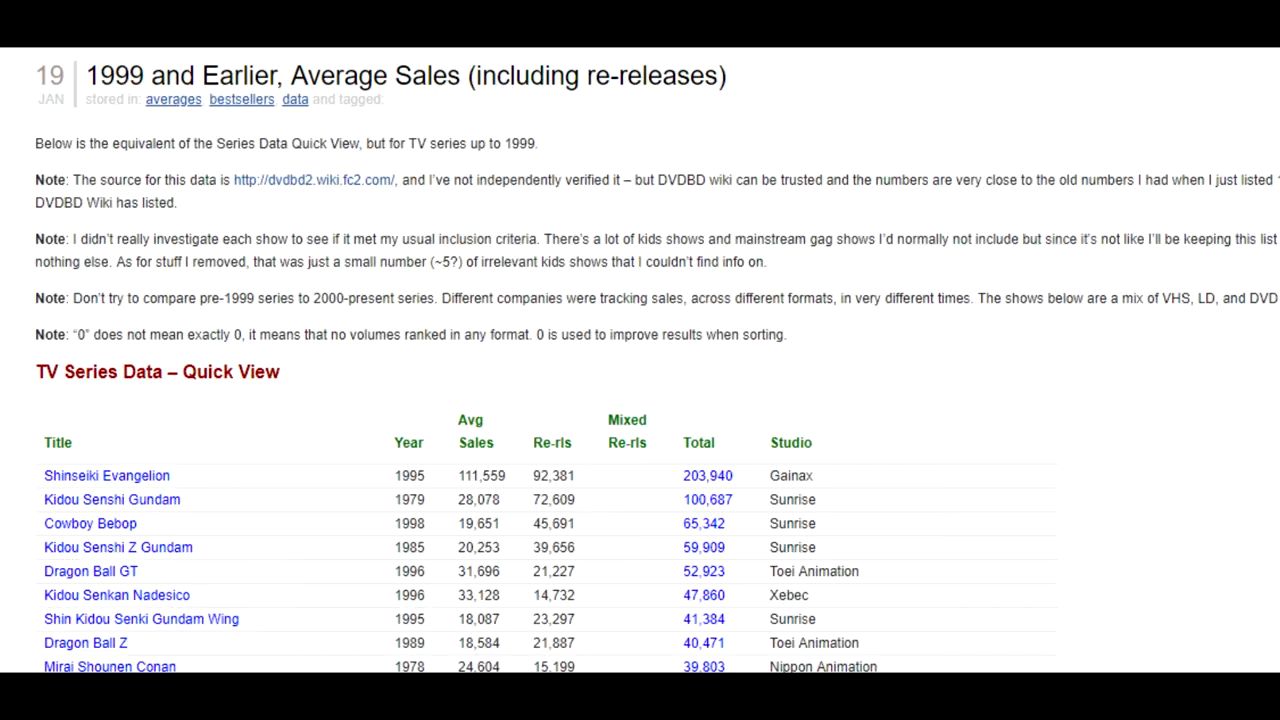 19 1999 and Earlier, Average Sales (including re-releases)
JAN stored in: averages, bestsellers, data and tagged:
Below is the equivalent of the Series Data Quick View, but for TV series up to 1999.
Note: The source for this data is http://dvdbd2.wiki.fc2.com/, and I've not independently verified it – but DVDBD wiki can be trusted and the numbers are very close to the old numbers I had when I just listed
DVDBD Wiki has listed.
Note: I didn't really investigate each show to see if it met my usual inclusion criteria. There's a lot of kids shows and mainstream gag shows I'd normally not include but since it's not like I'll be keeping this list
nothing else. As for stuff I removed, that was just a small number (~5?) of irrelevant kids shows that I couldn't find info on.
Note: Don't try to compare pre-1999 series to 2000-present series. Different companies were tracking sales, across different formats, in very different times. The shows below are a mix of VHS, LD, and DVD
Note: "0" does not mean exactly 0, it means that no volumes ranked in any format. 0 is used to improve results when sorting.
TV Series Data – Quick View
Avg Mixed
Title Year Sales Re-rls Re-rls Total Studio
Shinseiki Evangelion 1995 111,559 92,381 203,940 Gainax
Kidou Senshi Gundam 1979 28,078 72,609 100,687 Sunrise
Cowboy Bebop 1998 19,651 45,691 65,342 Sunrise
Kidou Senshi Z Gundam 1985 20,253 39,656 59,909 Sunrise
Dragon Ball GT 1996 31,696 21,227 52,923 Toei Animation
Kidou Senkan Nadesico 1996 33,128 14,732 47,860 Xebec
Shin Kidou Senki Gundam Wing 1995 18,087 23,297 41,384 Sunrise
Dragon Ball Z 1989 18,584 21,887 40,471 Toei Animation
Mirai Shounen Conan 1978 24,604 15,199 39,803 Nippon Animation